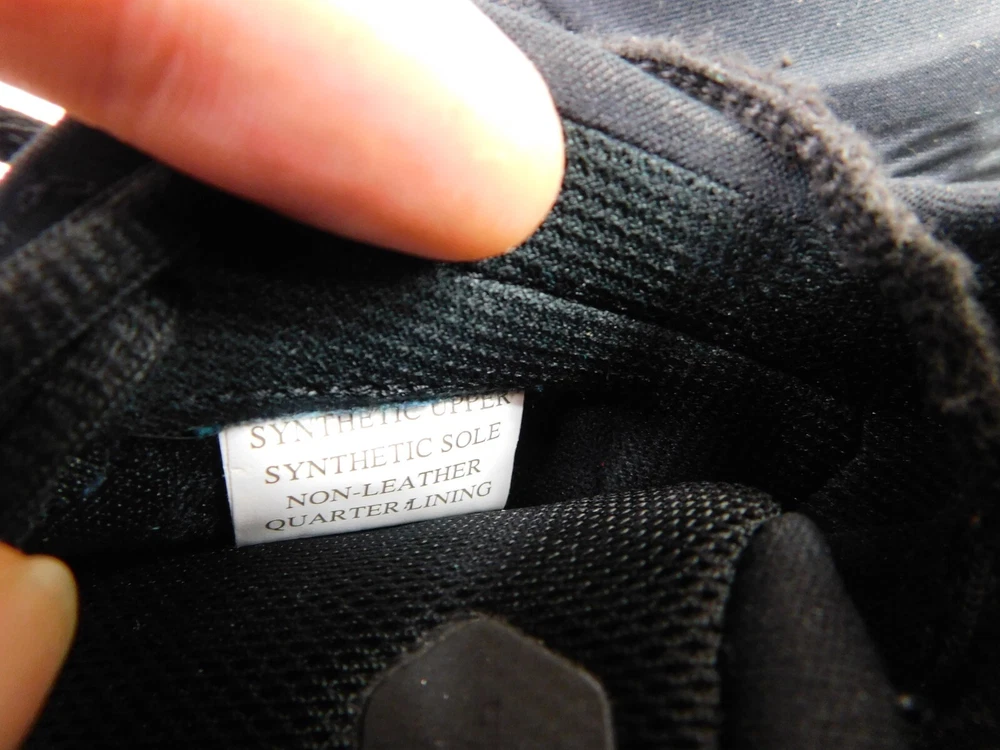 SYNTHETIC UPPER
SYNTHETIC SOLE
NON-LEATHER
QUARTER LINING